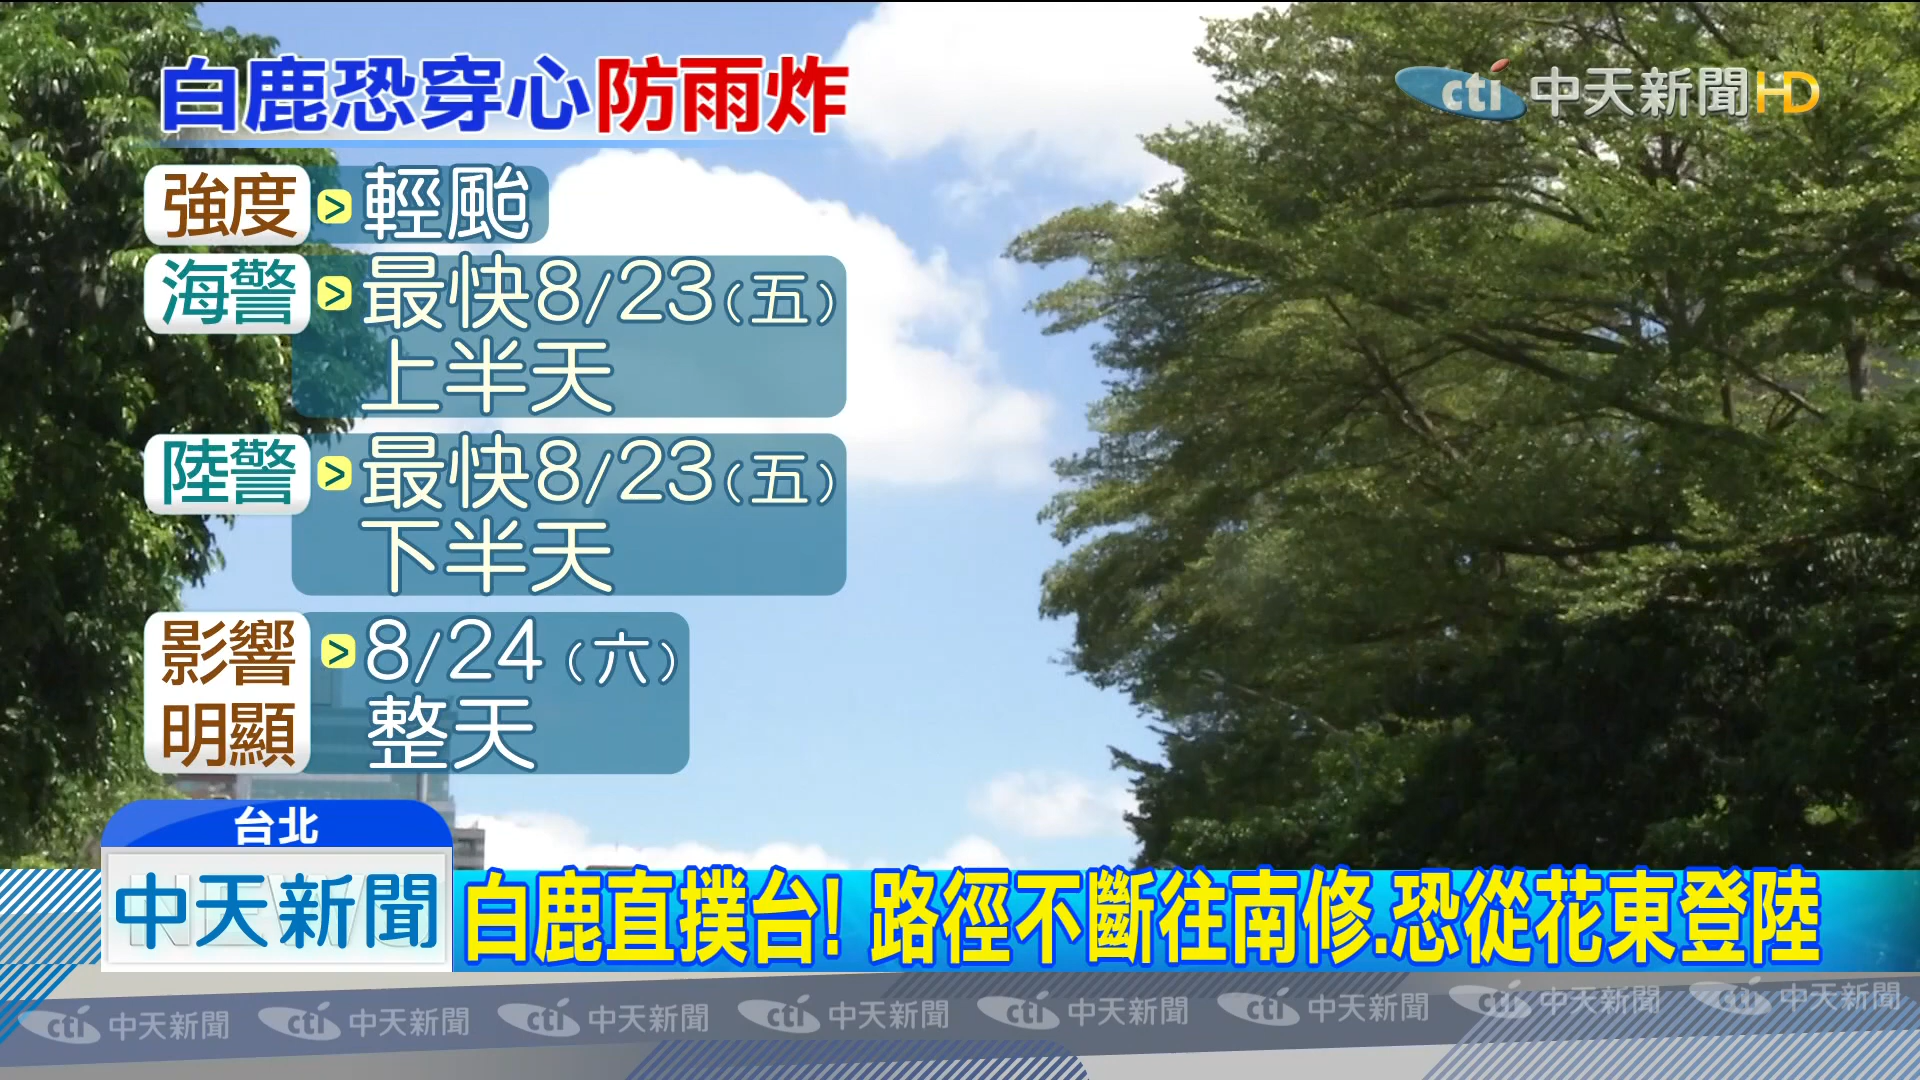 白鹿恐穿心防雨炸
cti 中天新聞HD
強度 > 輕颱
海警 > 最快8/23(五)
上半天
陸警 > 最快8/23(五)
下半天
影響 > 8/24(六)
明顯 整天
台北
NEWS
中天新聞
白鹿直撲台! 路徑不斷往南修.恐從花東登陸
cti 中天新聞 cti 中天新聞 cti 中天新聞 cti 中天新聞 cti 中天新聞 cti 中天新聞 cti 中天新聞 cti 中天新聞